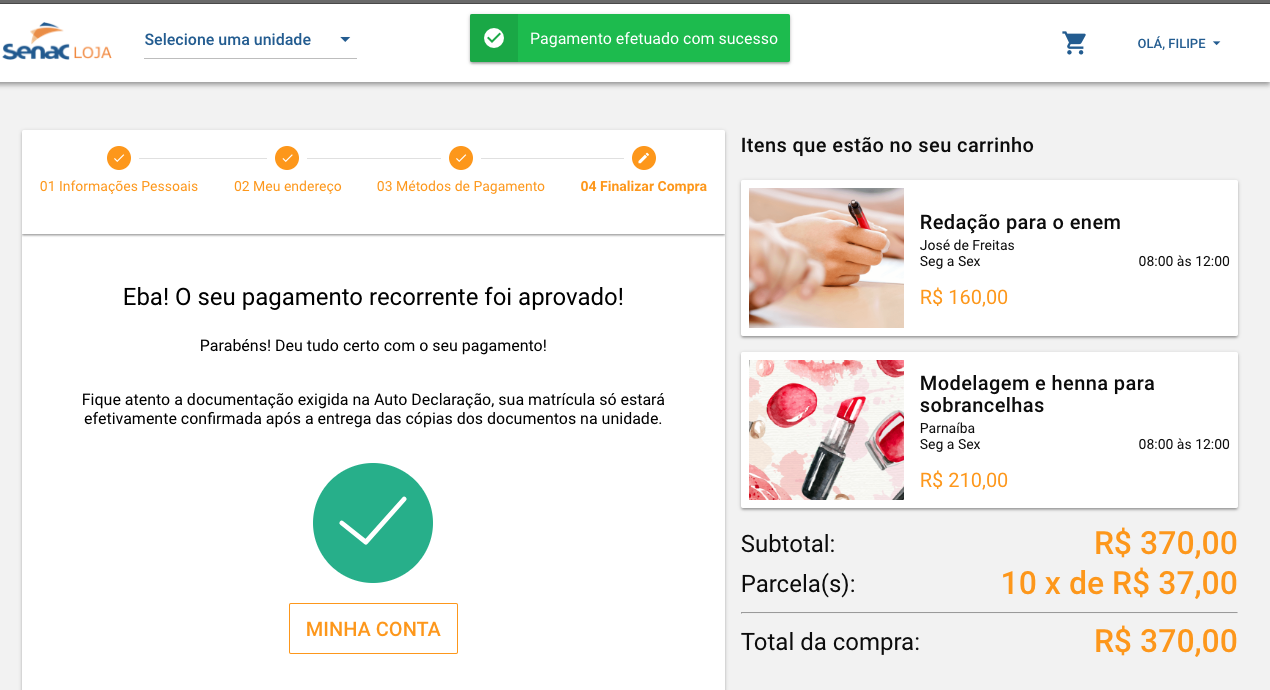 Senac LOJA
Selecione uma unidade
Pagamento efetuado com sucesso
OLÁ, FILIPE
01 Informações Pessoais
02 Meu endereço
03 Métodos de Pagamento
04 Finalizar Compra
Eba! O seu pagamento recorrente foi aprovado!
Parabéns! Deu tudo certo com o seu pagamento!
Fique atento a documentação exigida na Auto Declaração, sua matrícula só estará
efetivamente confirmada após a entrega das cópias dos documentos na unidade.
MINHA CONTA
Itens que estão no seu carrinho
Redação para o enem
José de Freitas
Seg a Sex 08:00 às 12:00
R$ 160,00
Modelagem e henna para
sobrancelhas
Parnaíba
Seg a Sex 08:00 às 12:00
R$ 210,00
Subtotal: R$ 370,00
Parcela(s): 10 x de R$ 37,00
Total da compra: R$ 370,00